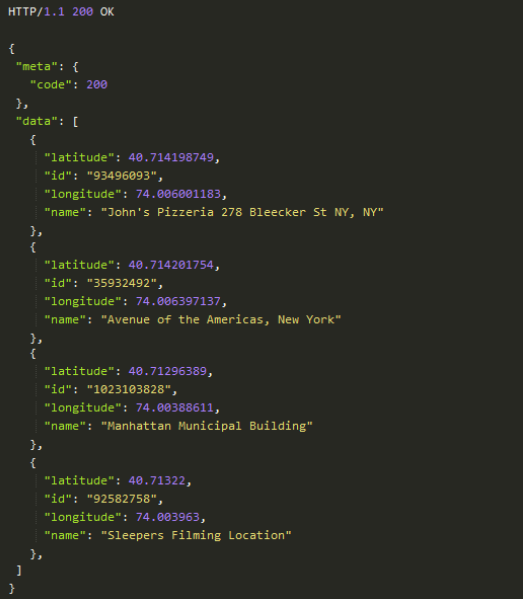 HTTP/1.1 200 OK

{
 "meta": {
   "code": 200
 },
 "data": [
   {
     "latitude": 40.714198749,
     "id": "93496093",
     "longitude": 74.006001183,
     "name": "John's Pizzeria 278 Bleecker St NY, NY"
   },
   {
     "latitude": 40.714201754,
     "id": "35932492",
     "longitude": 74.006397137,
     "name": "Avenue of the Americas, New York"
   },
   {
     "latitude": 40.71296389,
     "id": "1023103828",
     "longitude": 74.00388611,
     "name": "Manhattan Municipal Building"
   },
   {
     "latitude": 40.71322,
     "id": "92582758",
     "longitude": 74.003963,
     "name": "Sleepers Filming Location"
   },
 ]
}